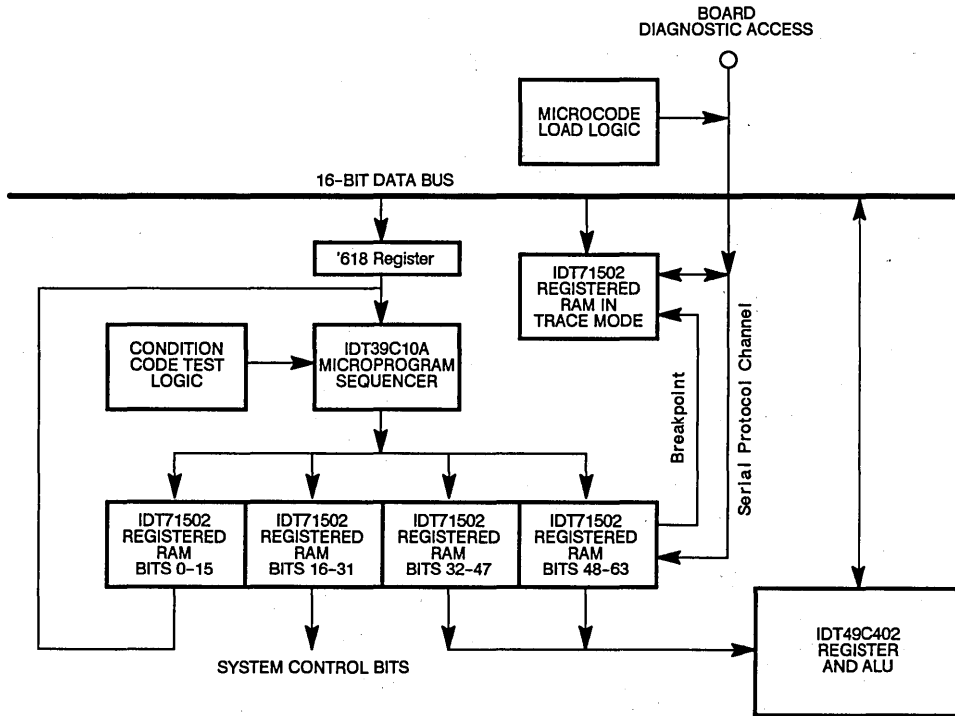 BOARD
DIAGNOSTIC ACCESS
MICROCODE
LOAD LOGIC
16-BIT DATA BUS
'618 Register
IDT71502
REGISTERED
RAM IN
TRACE MODE
CONDITION
CODE TEST
LOGIC
IDT39C10A
MICROPROGRAM
SEQUENCER
Breakpoint
Serial Protocol Channel
IDT71502
REGISTERED
RAM
BITS 0-15
IDT71502
REGISTERED
RAM
BITS 16-31
IDT71502
REGISTERED
RAM
BITS 32-47
IDT71502
REGISTERED
RAM
BITS 48-63
SYSTEM CONTROL BITS
IDT49C402
REGISTER
AND ALU